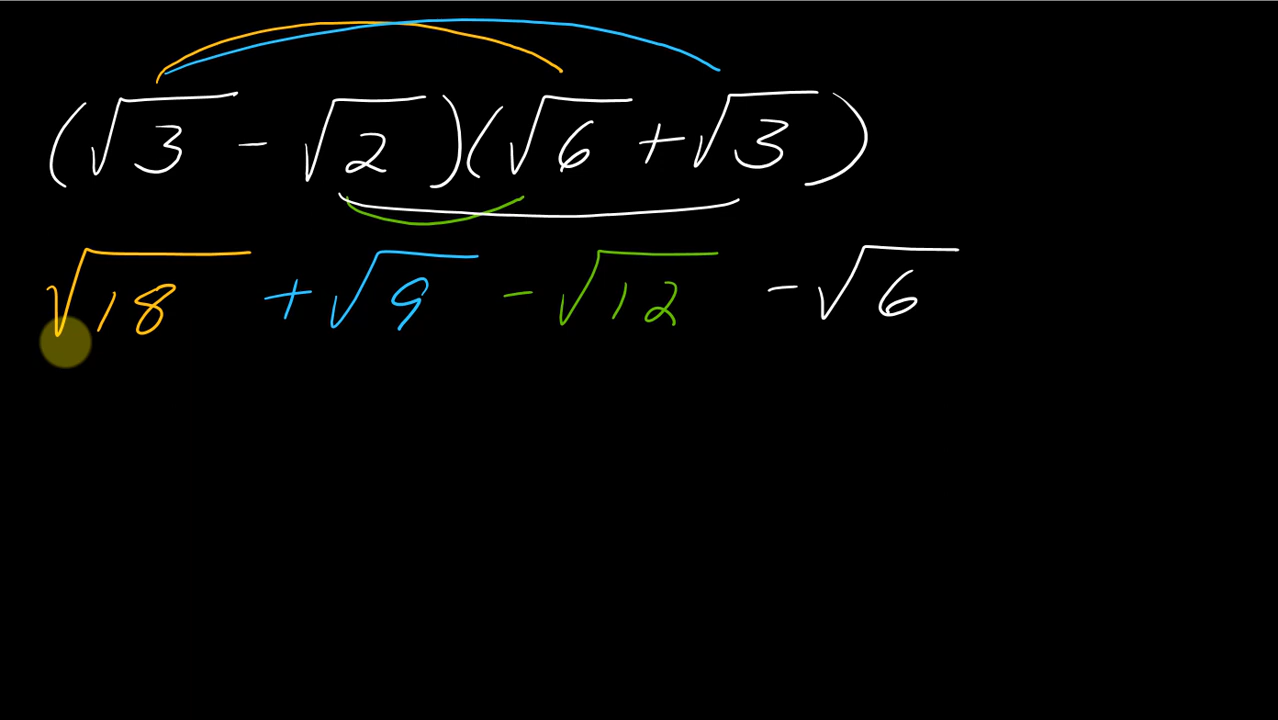 (√3 - √2)(√6 + √3)
√18 + √9 - √12 - √6